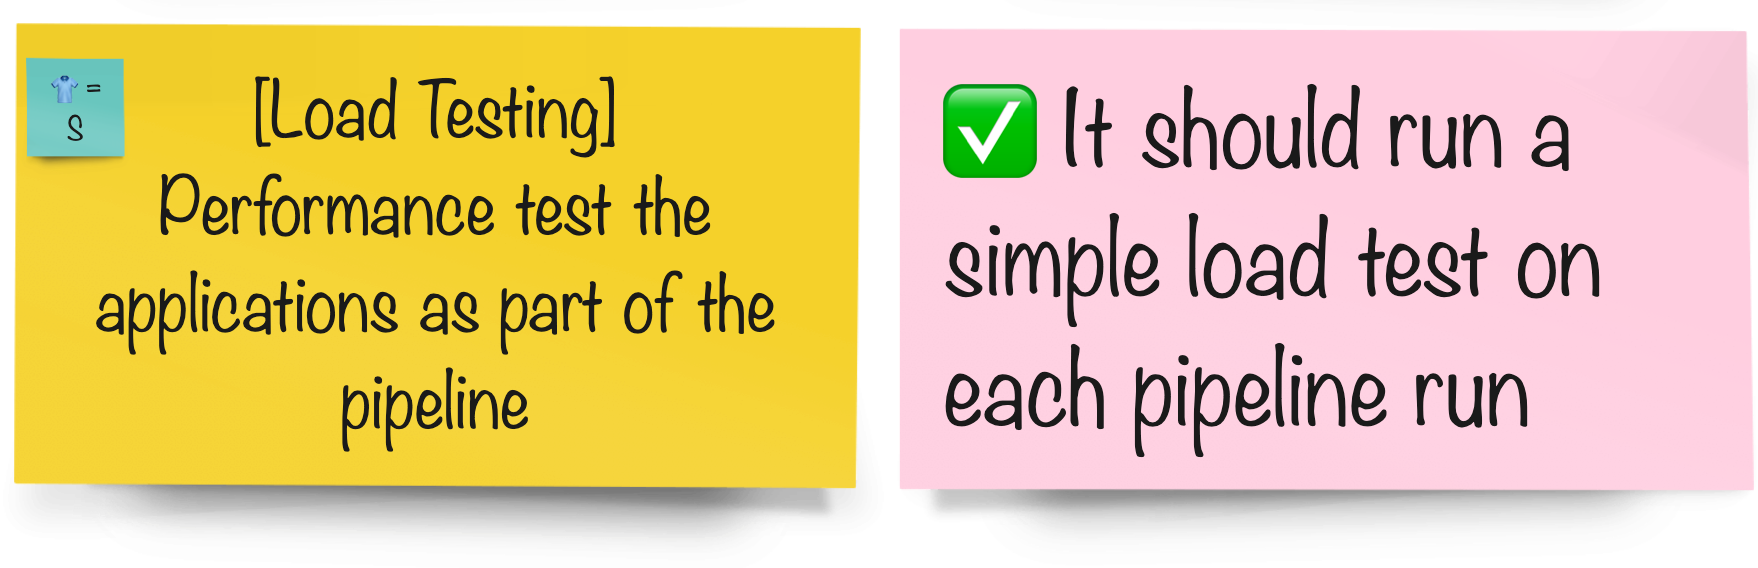 👕 =
S
[Load Testing]
Performance test the
applications as part of the
pipeline
✅ It should run a
simple load test on
each pipeline run